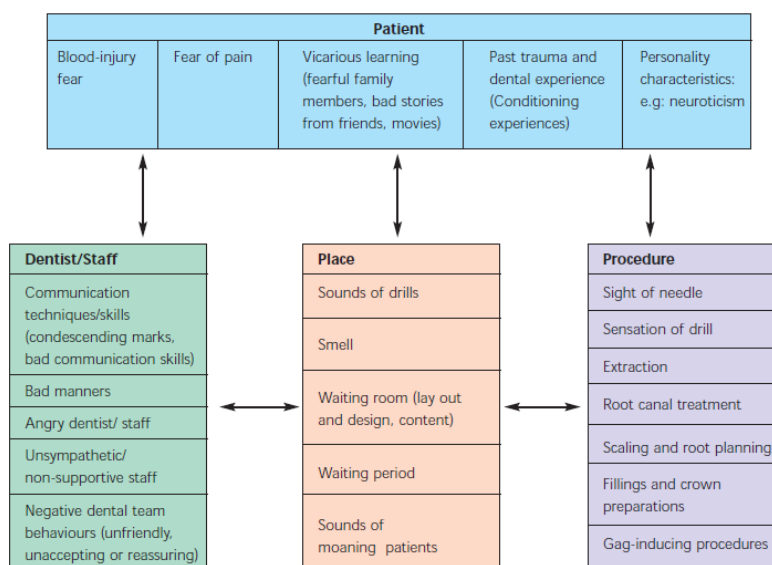 Patient
Blood-injury
fear
Fear of pain
Vicarious learning
(fearful family
members, bad stories
from friends, movies)
Past trauma and
dental experience
(Conditioning
experiences)
Personality
characteristics:
e.g: neuroticism
Dentist/Staff
Communication
techniques/skills
(condescending marks,
bad communication skills)
Bad manners
Angry dentist/ staff
Unsympathetic/
non-supportive staff
Negative dental team
behaviours (unfriendly,
unaccepting or reassuring)
Place
Sounds of drills
Smell
Waiting room (lay out
and design, content)
Waiting period
Sounds of
moaning patients
Procedure
Sight of needle
Sensation of drill
Extraction
Root canal treatment
Scaling and root planning
Fillings and crown
preparations
Gag-inducing procedures